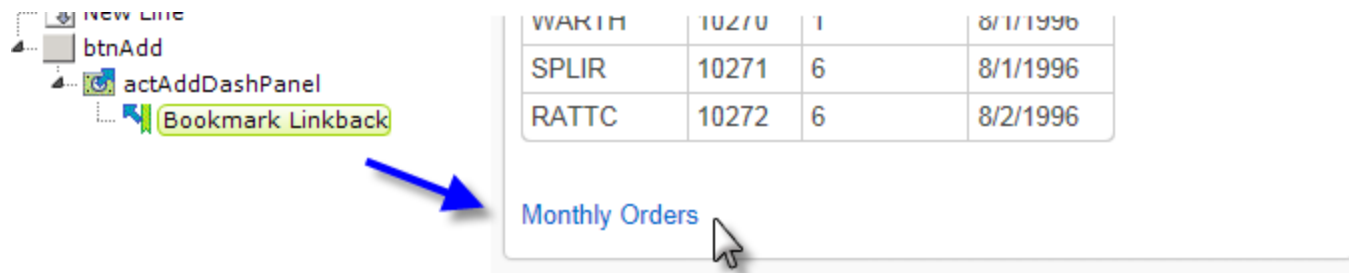 New Line
btnAdd
actAddDashPanel
Bookmark Linkback
WARTH 10270 1 8/1/1996
SPLIR 10271 6 8/1/1996
RATTC 10272 6 8/2/1996
Monthly Orders